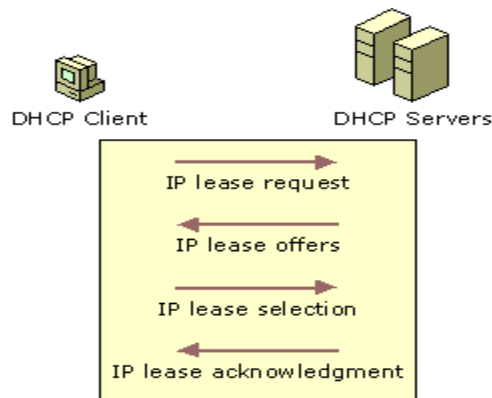 DHCP Client
DHCP Servers
IP lease request
IP lease offers
IP lease selection
IP lease acknowledgment